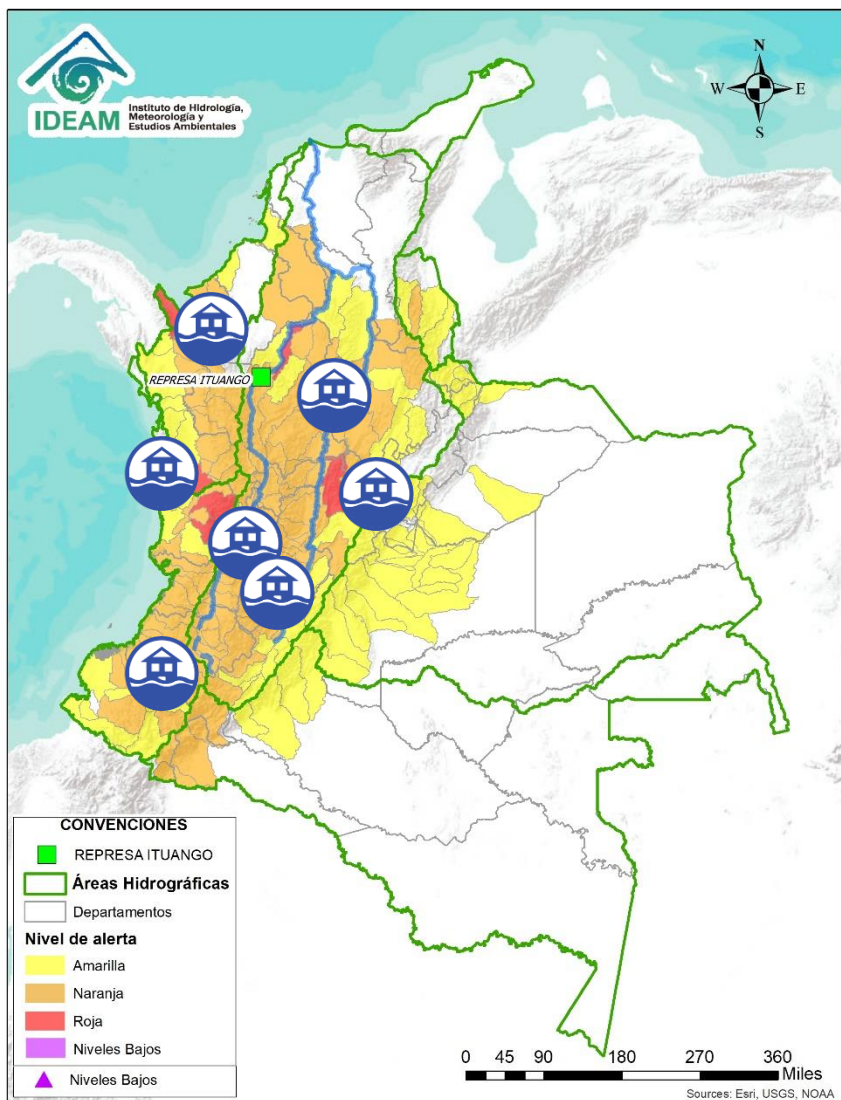 IDEAM
Instituto de Hidrología,
Meteorología y
Estudios Ambientales
N
W
E
S
REPRESA ITUANGO
CONVENCIONES
REPRESA ITUANGO
Áreas Hidrográficas
Departamentos
Nivel de alerta
Amarilla
Naranja
Roja
Niveles Bajos
Niveles Bajos
0 45 90 180 270 360
Miles
Sources: Esri, USGS, NOAA